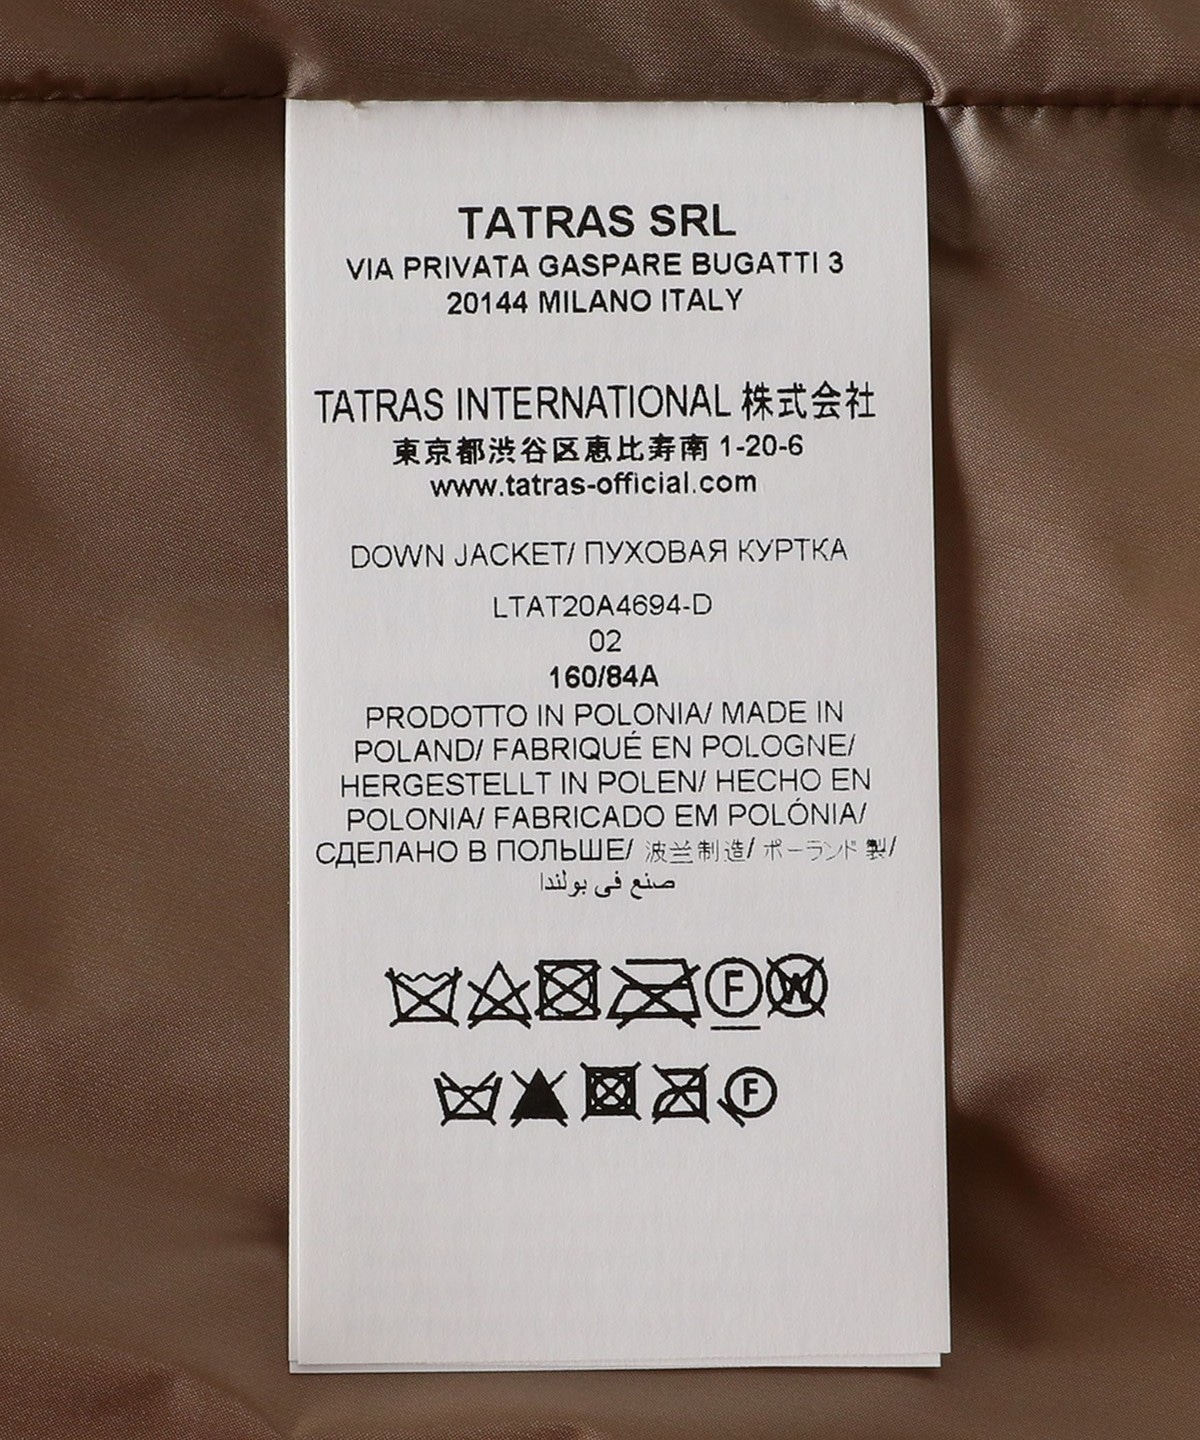 TATRAS SRL
VIA PRIVATA GASPARE BUGATTI 3
20144 MILANO ITALY
TATRAS INTERNATIONAL 株式会社
東京都渋谷区恵比寿南 1-20-6
www.tatras-official.com
DOWN JACKET/ ПУХОВАЯ КУРТКА
LTAT20A4694-D
02
160/84A
PRODOTTO IN POLONIA/ MADE IN
POLAND/ FABRIQUÉ EN POLOGNE/
HERGESTELLT IN POLEN/ HECHO EN
POLONIA/ FABRICADO EM POLÓNIA/
СДЕЛАНО В ПОЛЬШЕ/ 波兰制造/ ポーランド製/
صنع في بولندا
F W
F